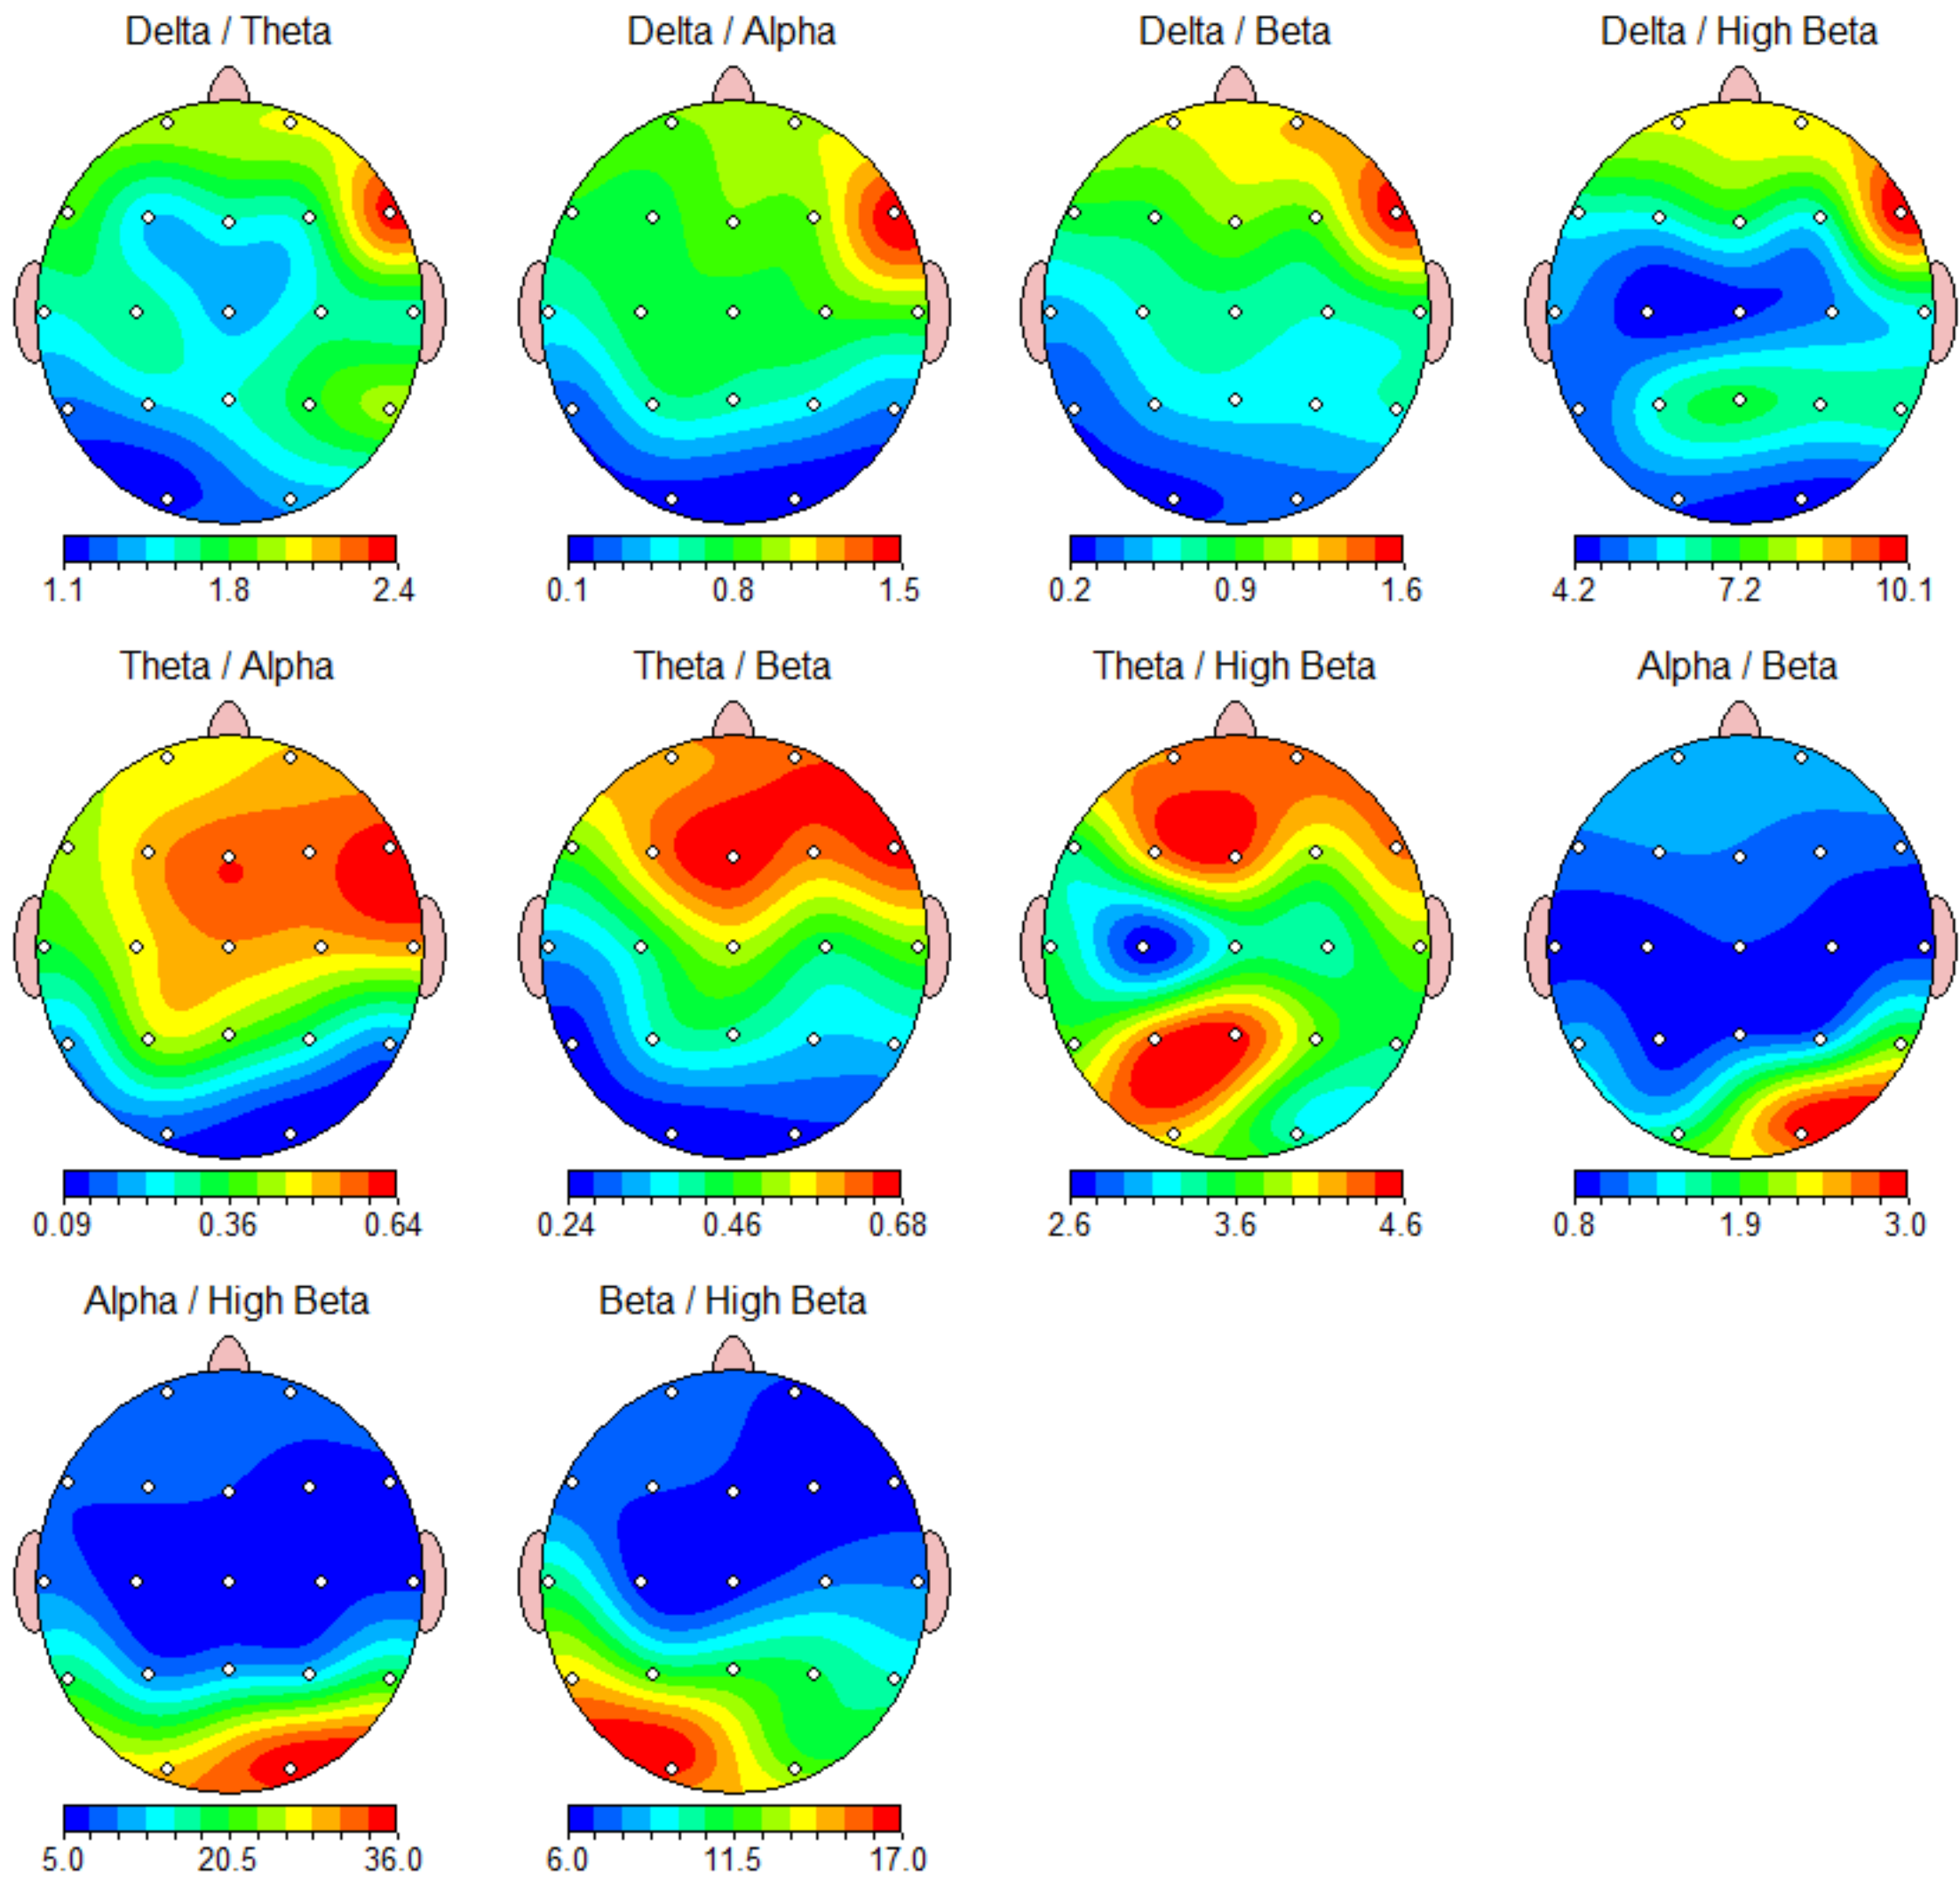 Delta / Theta
Delta / Alpha
Delta / Beta
Delta / High Beta
1.1 1.8 2.4
0.1 0.8 1.5
0.2 0.9 1.6
4.2 7.2 10.1
Theta / Alpha
Theta / Beta
Theta / High Beta
Alpha / Beta
0.09 0.36 0.64
0.24 0.46 0.68
2.6 3.6 4.6
0.8 1.9 3.0
Alpha / High Beta
Beta / High Beta
5.0 20.5 36.0
6.0 11.5 17.0